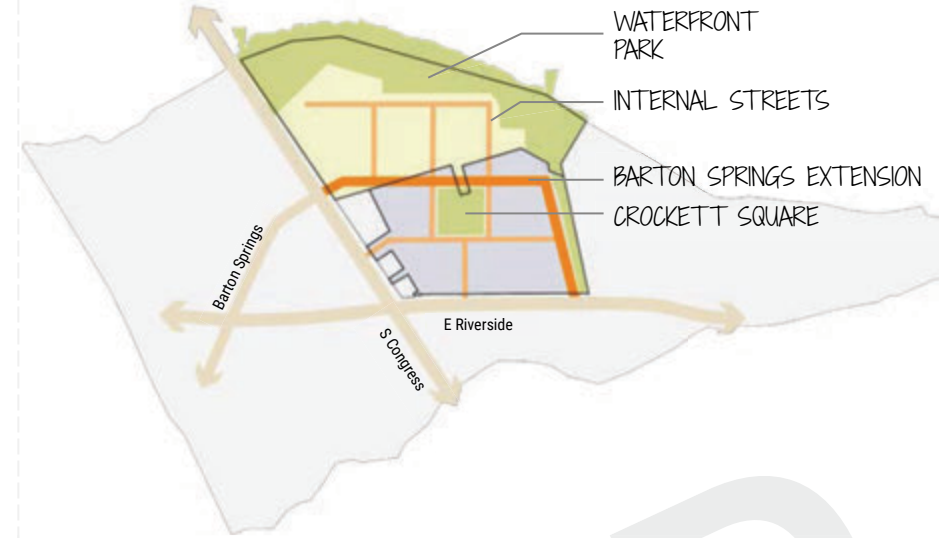 WATERFRONT
PARK
INTERNAL STREETS
BARTON SPRINGS EXTENSION
CROCKETT SQUARE
Barton Springs
E Riverside
S Congress